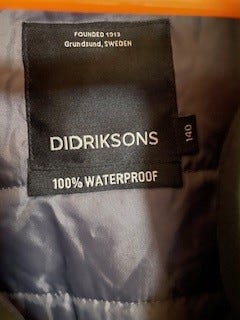 FOUNDED 1913
Grundsund, SWEDEN
DIDRIKSONS
140
100% WATERPROOF